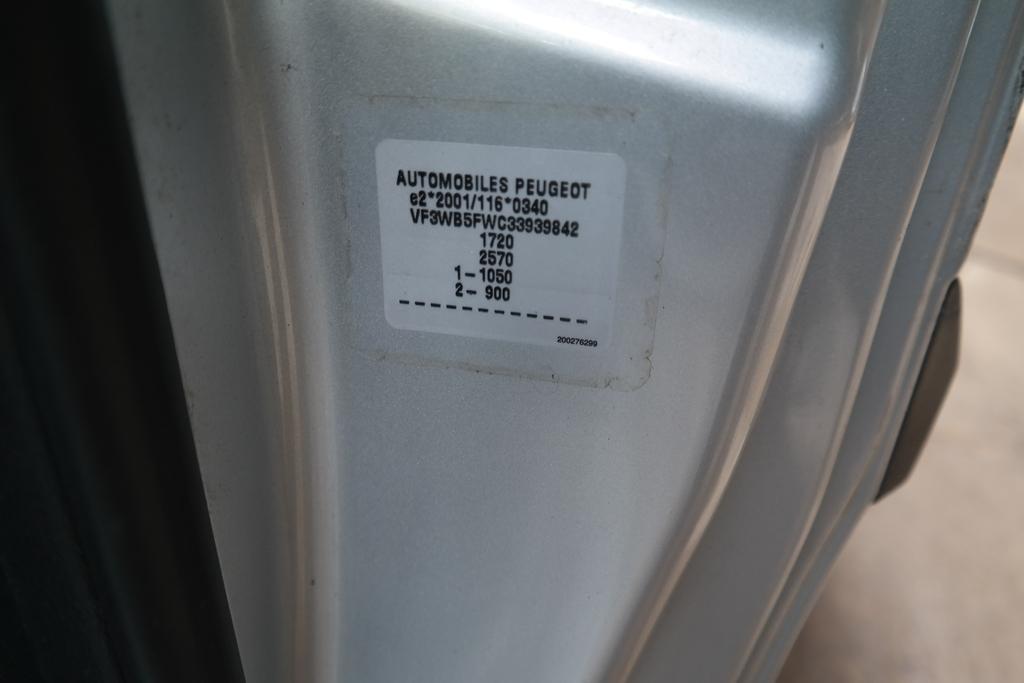 AUTOMOBILES PEUGEOT
e2*2001/116*0340
VF3WB5FWC33939842
1720
2570
1-1050
2- 900
200276299